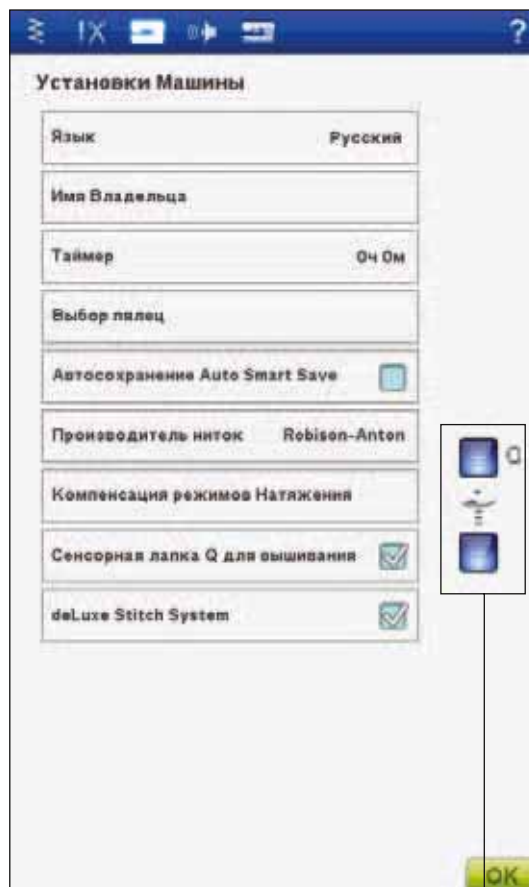 ?
Установки Машины
Язык Русский
Имя Владельца
Таймер 0ч 0м
Выбор пялец
Автосохранение Auto Smart Save
Производитель ниток Robison-Anton
Компенсация режимов Натяжения
Сенсорная лапка Q для вышивания
deLuxe Stitch System
Q
OK